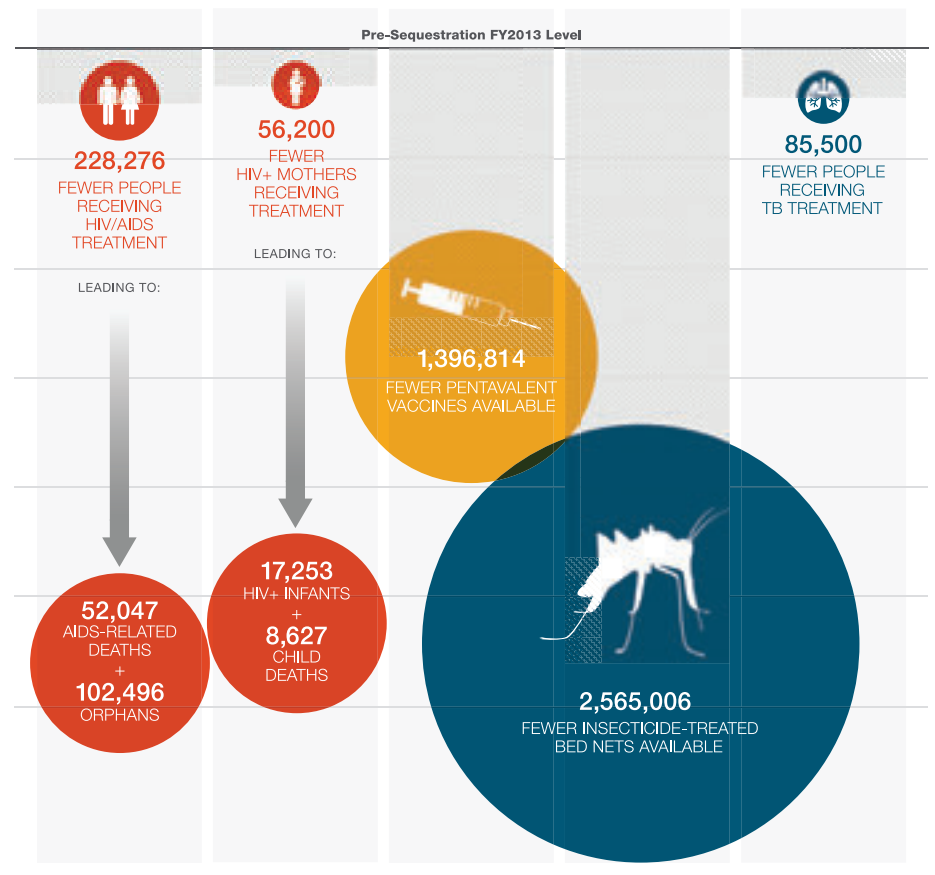 Pre-Sequestration FY2013 Level
228,276
FEWER PEOPLE
RECEIVING
HIV/AIDS
TREATMENT
LEADING TO:
52,047
AIDS-RELATED
DEATHS
+
102,496
ORPHANS
56,200
FEWER
HIV+ MOTHERS
RECEIVING
TREATMENT
LEADING TO:
17,253
HIV+ INFANTS
+
8,627
CHILD
DEATHS
1,396,814
FEWER PENTAVALENT
VACCINES AVAILABLE
2,565,006
FEWER INSECTICIDE-TREATED
BED NETS AVAILABLE
85,500
FEWER PEOPLE
RECEIVING
TB TREATMENT